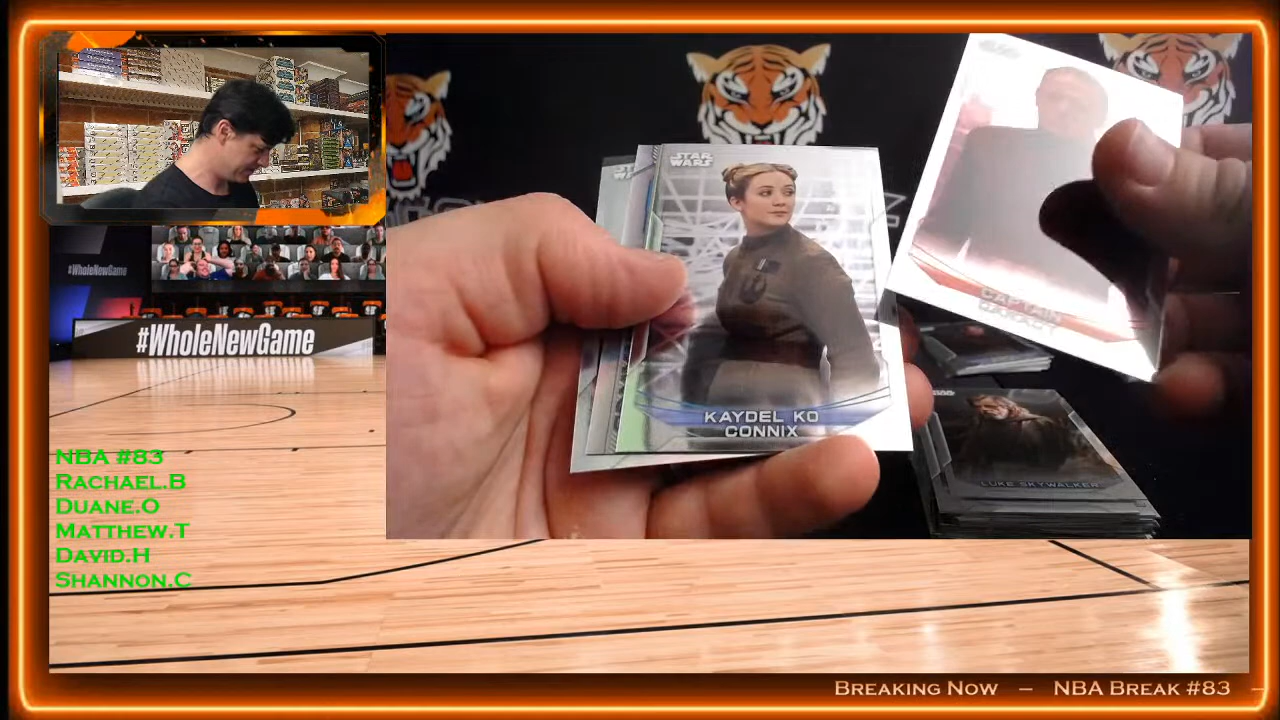 #WholeNewGame
#WholeNewGame
NBA #83
Rachael.B
Duane.O
Matthew.T
David.H
Shannon.C
STAR
WARS
KAYDEL KO
CONNIX
CAPTAIN
LUKE SKYWALKER
Breaking Now – NBA Break #83 –